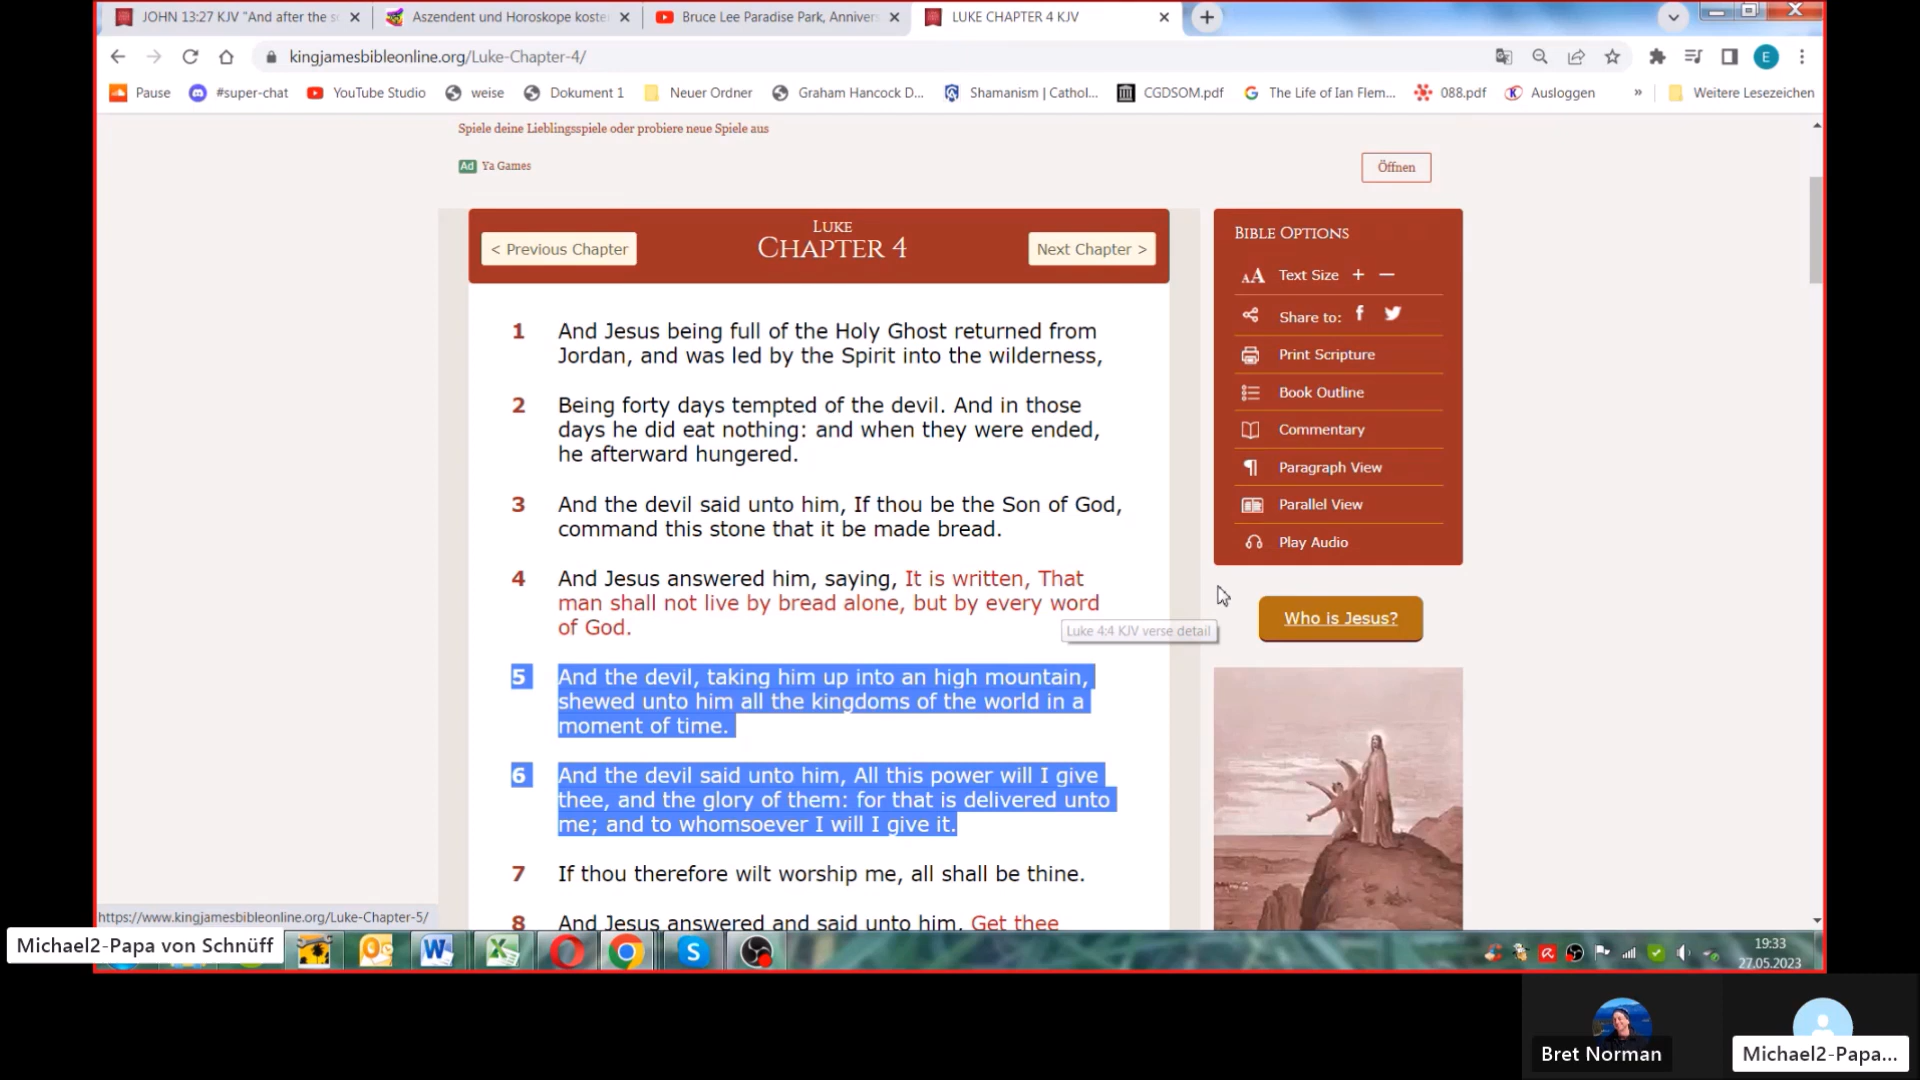 JOHN 13:27 KJV "And after the s
Aszendent und Horoskope koste
Bruce Lee Paradise Park, Annivers
LUKE CHAPTER 4 KJV
kingjamesbibleonline.org/Luke-Chapter-4/
E
Pause
#super-chat
YouTube Studio
weise
Dokument 1
Neuer Ordner
Graham Hancock D...
Shamanism | Cathol...
CGDSOM.pdf
The Life of Ian Flem...
088.pdf
Ausloggen
»
Weitere Lesezeichen
Spiele deine Lieblingsspiele oder probiere neue Spiele aus
Ad Ya Games
Öffnen
< Previous Chapter
LUKE
CHAPTER 4
Next Chapter >
1 And Jesus being full of the Holy Ghost returned from
Jordan, and was led by the Spirit into the wilderness,
2 Being forty days tempted of the devil. And in those
days he did eat nothing: and when they were ended,
he afterward hungered.
3 And the devil said unto him, If thou be the Son of God,
command this stone that it be made bread.
4 And Jesus answered him, saying, It is written, That
man shall not live by bread alone, but by every word
of God.
Luke 4:4 KJV verse detail
5 And the devil, taking him up into an high mountain,
shewed unto him all the kingdoms of the world in a
moment of time.
6 And the devil said unto him, All this power will I give
thee, and the glory of them: for that is delivered unto
me; and to whomsoever I will I give it.
7 If thou therefore wilt worship me, all shall be thine.
8 And Jesus answered and said unto him, Get thee
BIBLE OPTIONS
AA Text Size + —
Share to:
Print Scripture
Book Outline
Commentary
Paragraph View
Parallel View
Play Audio
Who is Jesus?
https://www.kingjamesbibleonline.org/Luke-Chapter-5/
Michael2-Papa von Schnüff
19:33
27.05.2023
Bret Norman
Michael2-Papa...